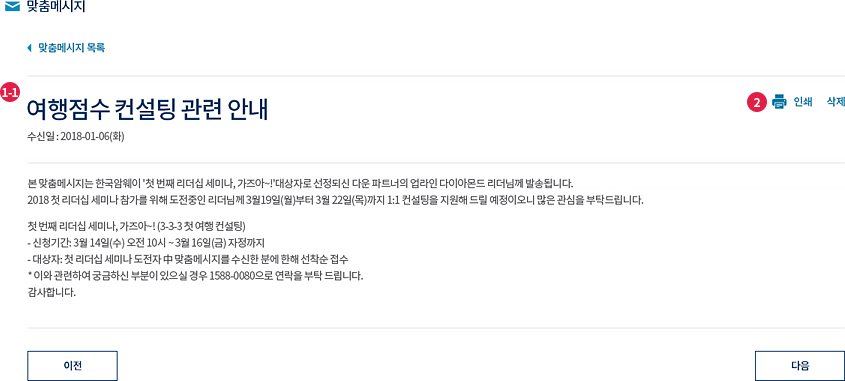 맞춤메시지
맞춤메시지 목록
1-1
여행점수 컨설팅 관련 안내
2
인쇄
삭제
수신일 : 2018-01-06(화)
본 맞춤메시지는 한국암웨이 '첫 번째 리더십 세미나, 가즈아~!'대상자로 선정되신 다운 파트너의 업라인 다이아몬드 리더님께 발송됩니다.
2018 첫 리더십 세미나 참가를 위해 도전중인 리더님께 3월19일(월)부터 3월 22일(목)까지 1:1 컨설팅을 지원해 드릴 예정이오니 많은 관심을 부탁드립니다.
첫 번째 리더십 세미나, 가즈아~! (3-3-3 첫 여행 컨설팅)
- 신청기간: 3월 14일(수) 오전 10시 ~ 3월 16일(금) 자정까지
- 대상자: 첫 리더십 세미나 도전자 中 맞춤메시지를 수신한 분에 한해 선착순 접수
* 이와 관련하여 궁금하신 부분이 있으실 경우 1588-0080으로 연락을 부탁 드립니다.
감사합니다.
이전
다음